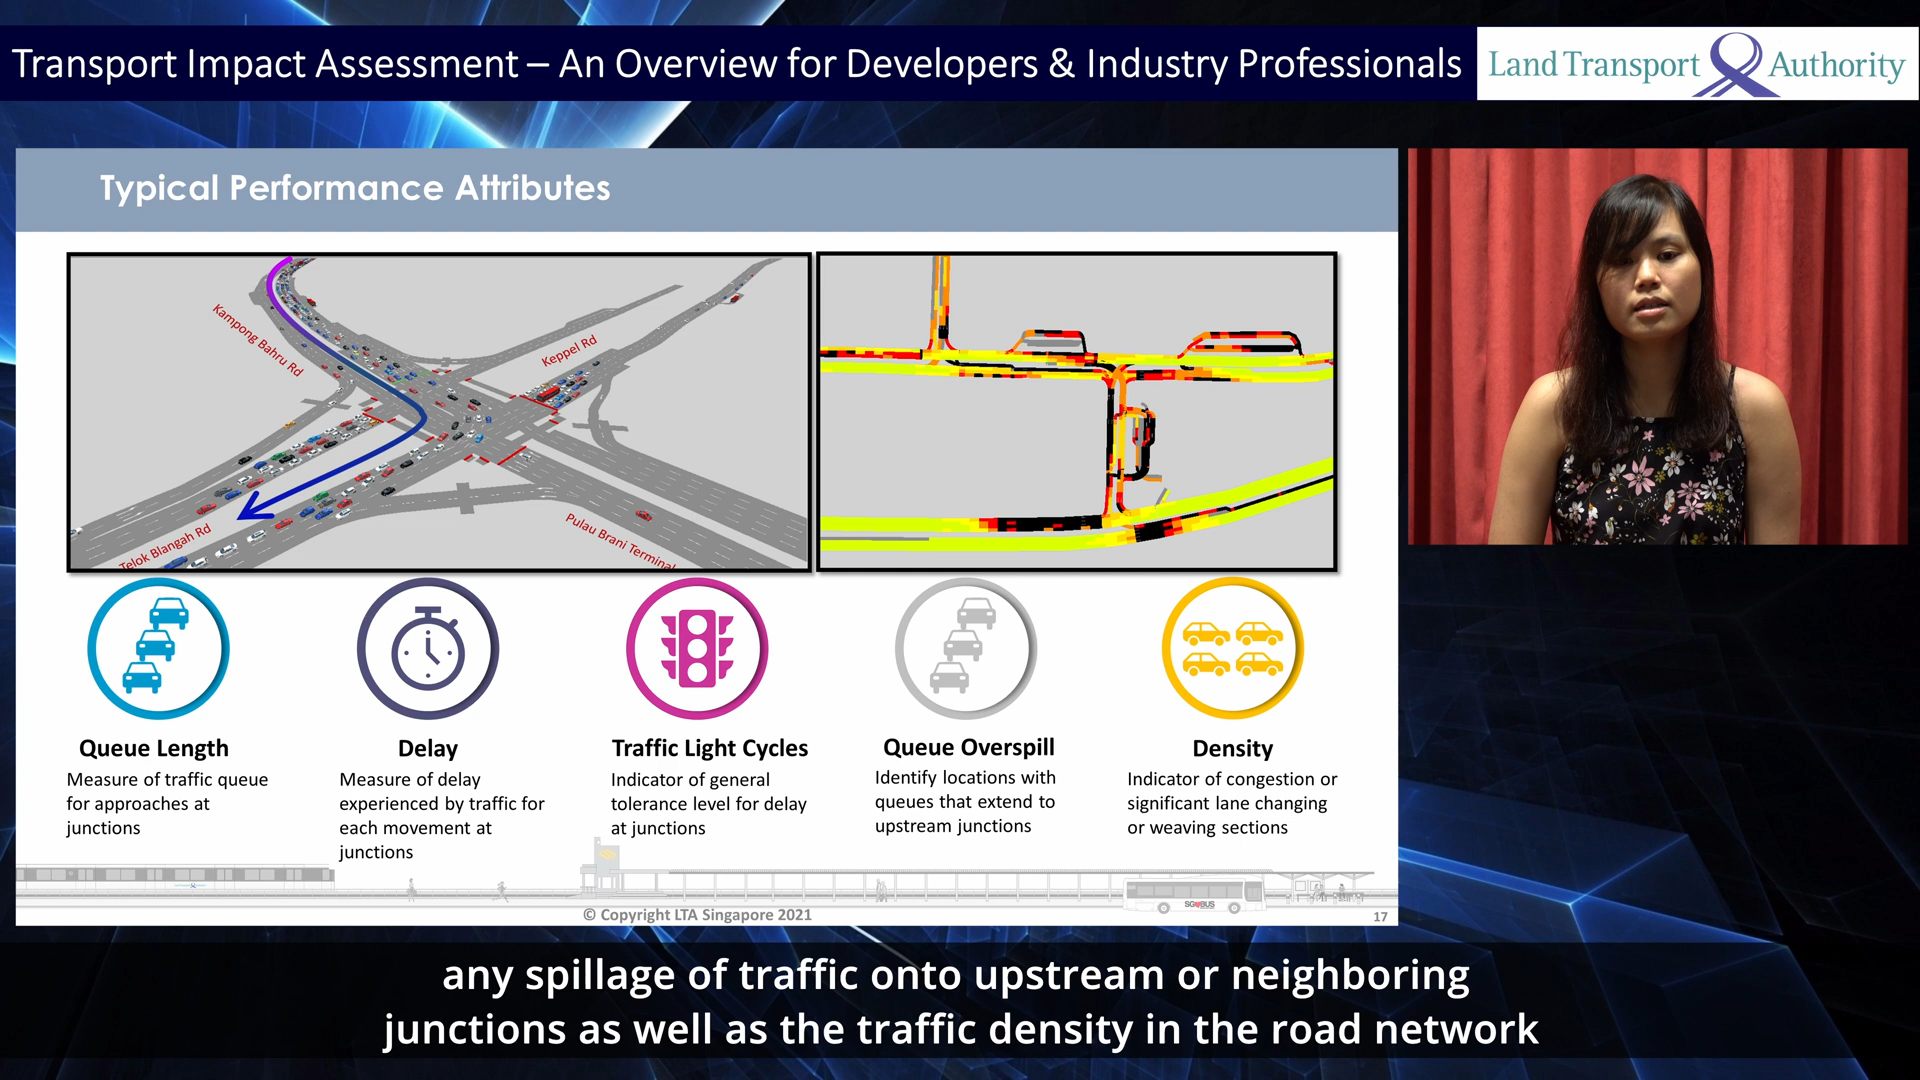 Transport Impact Assessment – An Overview for Developers & Industry Professionals
Land Transport Authority
Typical Performance Attributes
Kampong Bahru Rd
Keppel Rd
Telok Blangah Rd
Pulau Brani Terminal
Queue Length
Measure of traffic queue
for approaches at
junctions
Delay
Measure of delay
experienced by traffic for
each movement at
junctions
Traffic Light Cycles
Indicator of general
tolerance level for delay
at junctions
Queue Overspill
Identify locations with
queues that extend to
upstream junctions
Density
Indicator of congestion or
significant lane changing
or weaving sections
SG♥BUS
© Copyright LTA Singapore 2021
17
any spillage of traffic onto upstream or neighboring
junctions as well as the traffic density in the road network